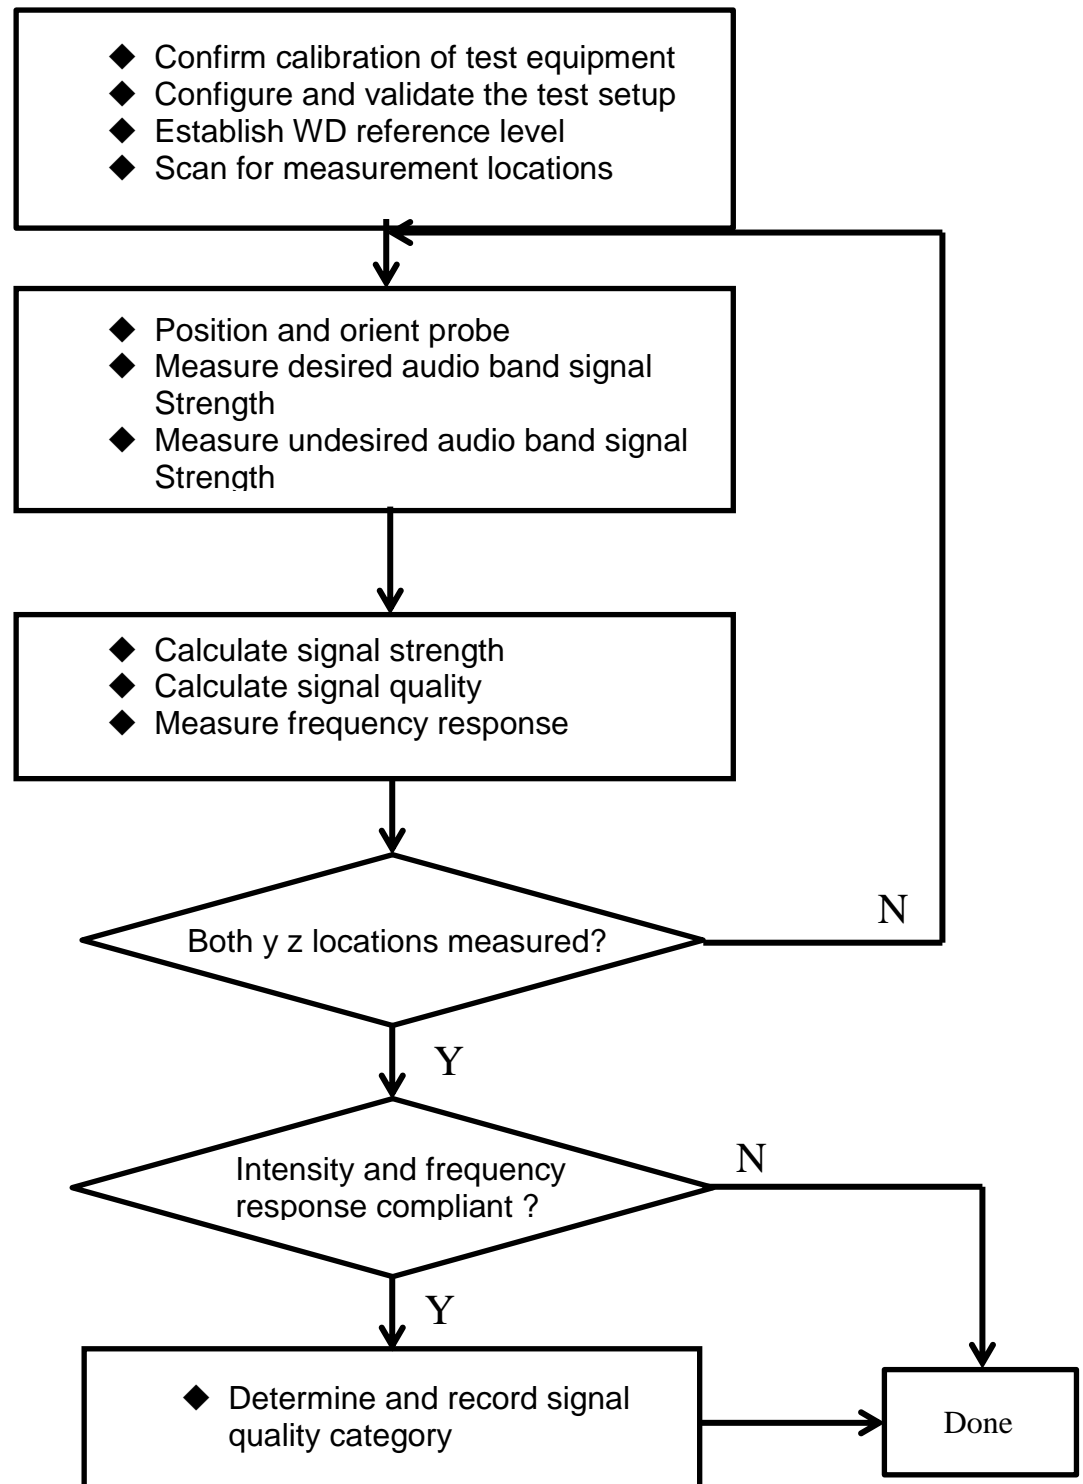 ◆ Confirm calibration of test equipment
◆ Configure and validate the test setup
◆ Establish WD reference level
◆ Scan for measurement locations
◆ Position and orient probe
◆ Measure desired audio band signal
Strength
◆ Measure undesired audio band signal
Strength
◆ Calculate signal strength
◆ Calculate signal quality
◆ Measure frequency response
Both y z locations measured?
N
Y
Intensity and frequency
response compliant ?
N
Y
◆ Determine and record signal
quality category
Done